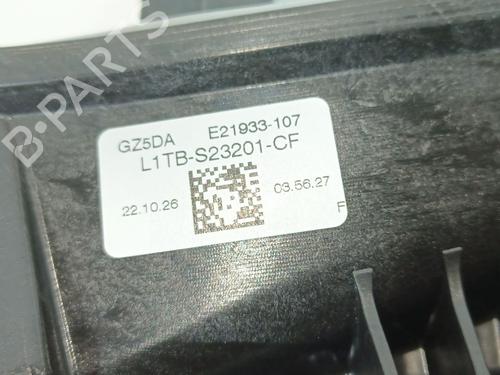 B-PARTS
GZ5DA E21933-107
L1TB-S23201-CF
22.10.26 03.56.27
F